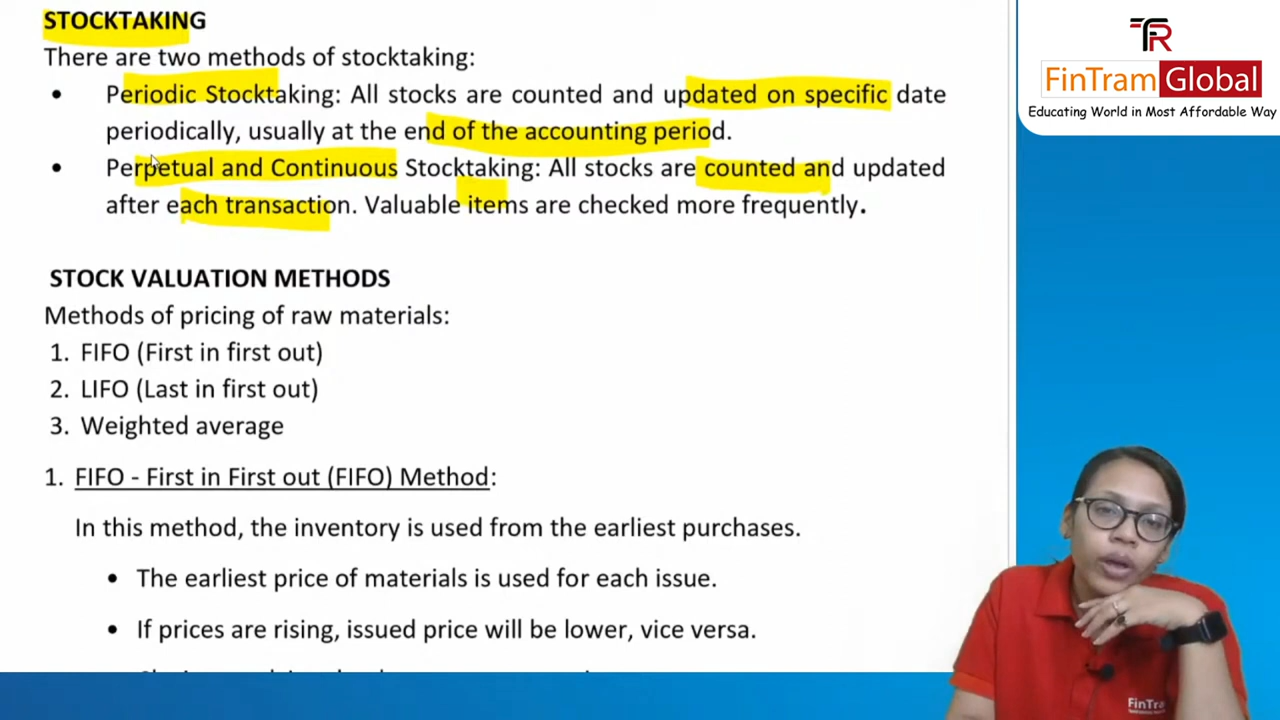 STOCKTAKING
There are two methods of stocktaking:
• Periodic Stocktaking: All stocks are counted and updated on specific date
periodically, usually at the end of the accounting period.
• Perpetual and Continuous Stocktaking: All stocks are counted and updated
after each transaction. Valuable items are checked more frequently.
STOCK VALUATION METHODS
Methods of pricing of raw materials:
1. FIFO (First in first out)
2. LIFO (Last in first out)
3. Weighted average
1. FIFO - First in First out (FIFO) Method:
In this method, the inventory is used from the earliest purchases.
• The earliest price of materials is used for each issue.
• If prices are rising, issued price will be lower, vice versa.
TR
FinTram Global
Educating World in Most Affordable Way
FinTra